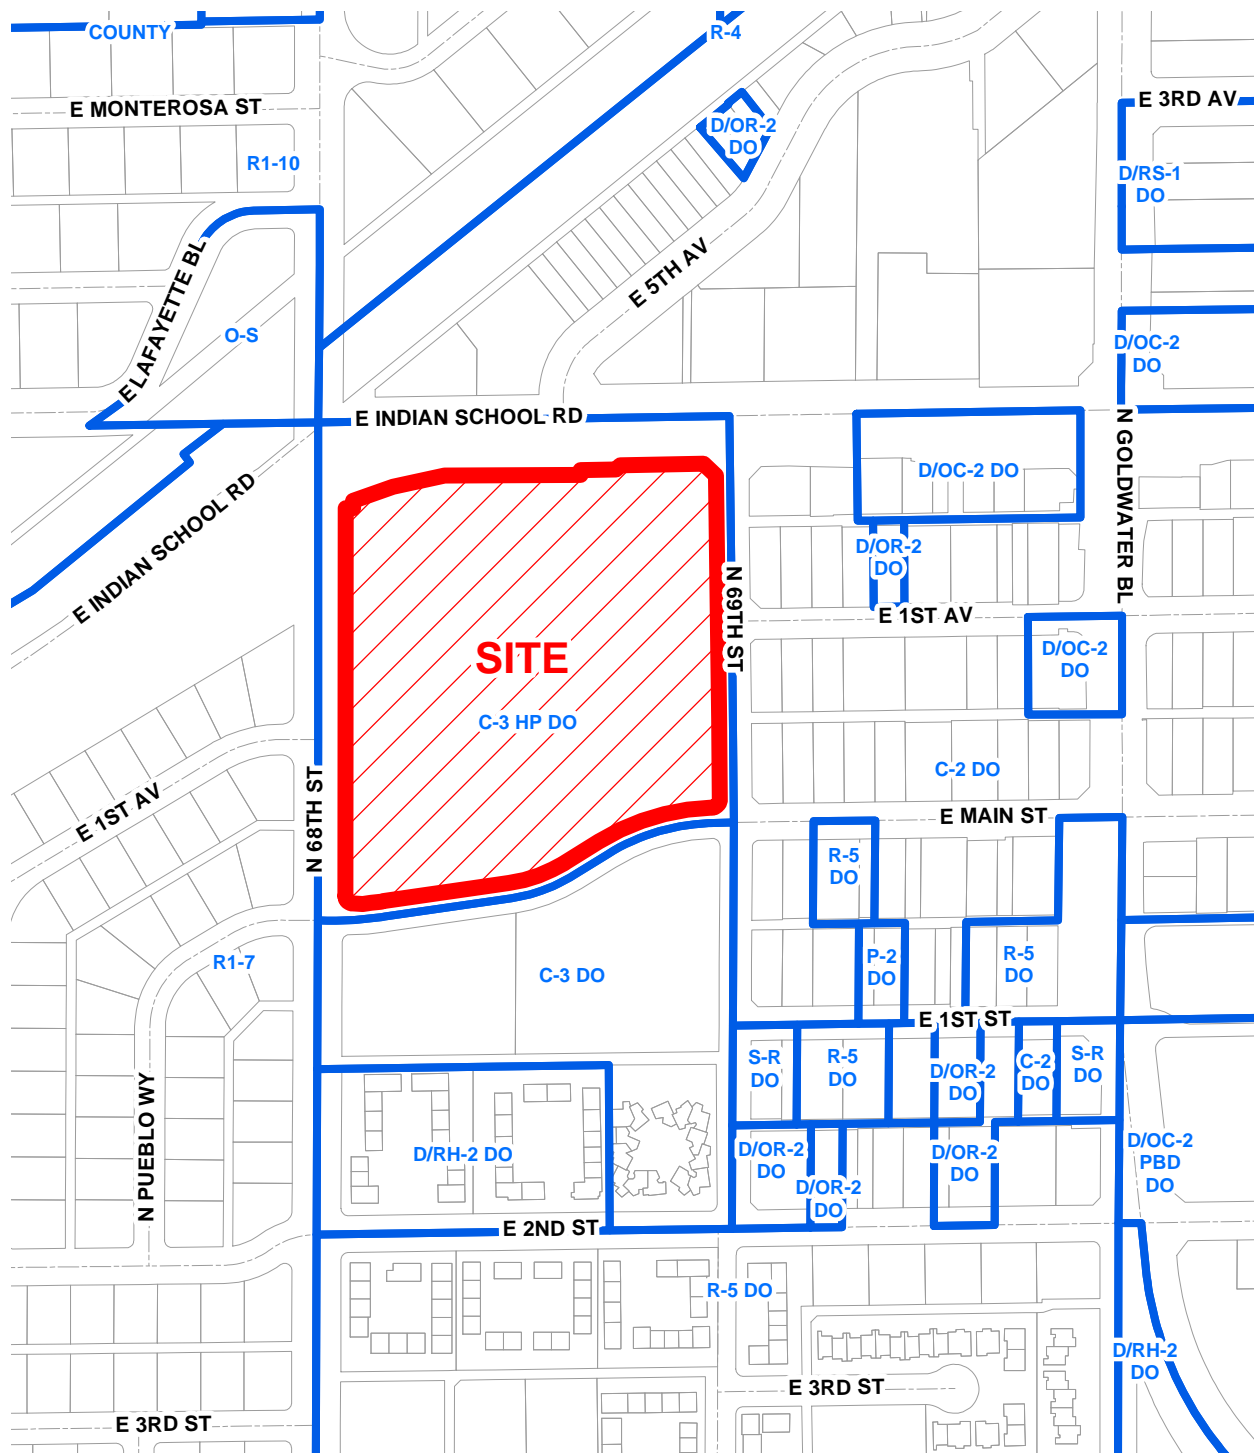 COUNTY
R-4
E MONTEROSA ST
E 3RD AV
D/OR-2
DO
R1-10
D/RS-1
DO
E LAFAYETTE BL
E 5TH AV
O-S
D/OC-2
DO
E INDIAN SCHOOL RD
N GOLDWATER BL
D/OC-2 DO
E INDIAN SCHOOL RD
D/OR-2
DO
N 69TH ST
E 1ST AV
SITE
D/OC-2
DO
C-3 HP DO
C-2 DO
E 1ST AV
N 68TH ST
E MAIN ST
R-5
DO
R1-7
C-3 DO
P-2
DO
R-5
DO
E 1ST ST
S-R
DO
R-5
DO
D/OR-2
DO
C-2
DO
S-R
DO
N PUEBLO WY
D/RH-2 DO
D/OR-2
DO
D/OR-2
DO
D/OR-2
DO
D/OC-2
PBD
DO
E 2ND ST
R-5 DO
D/RH-2
DO
E 3RD ST
E 3RD ST